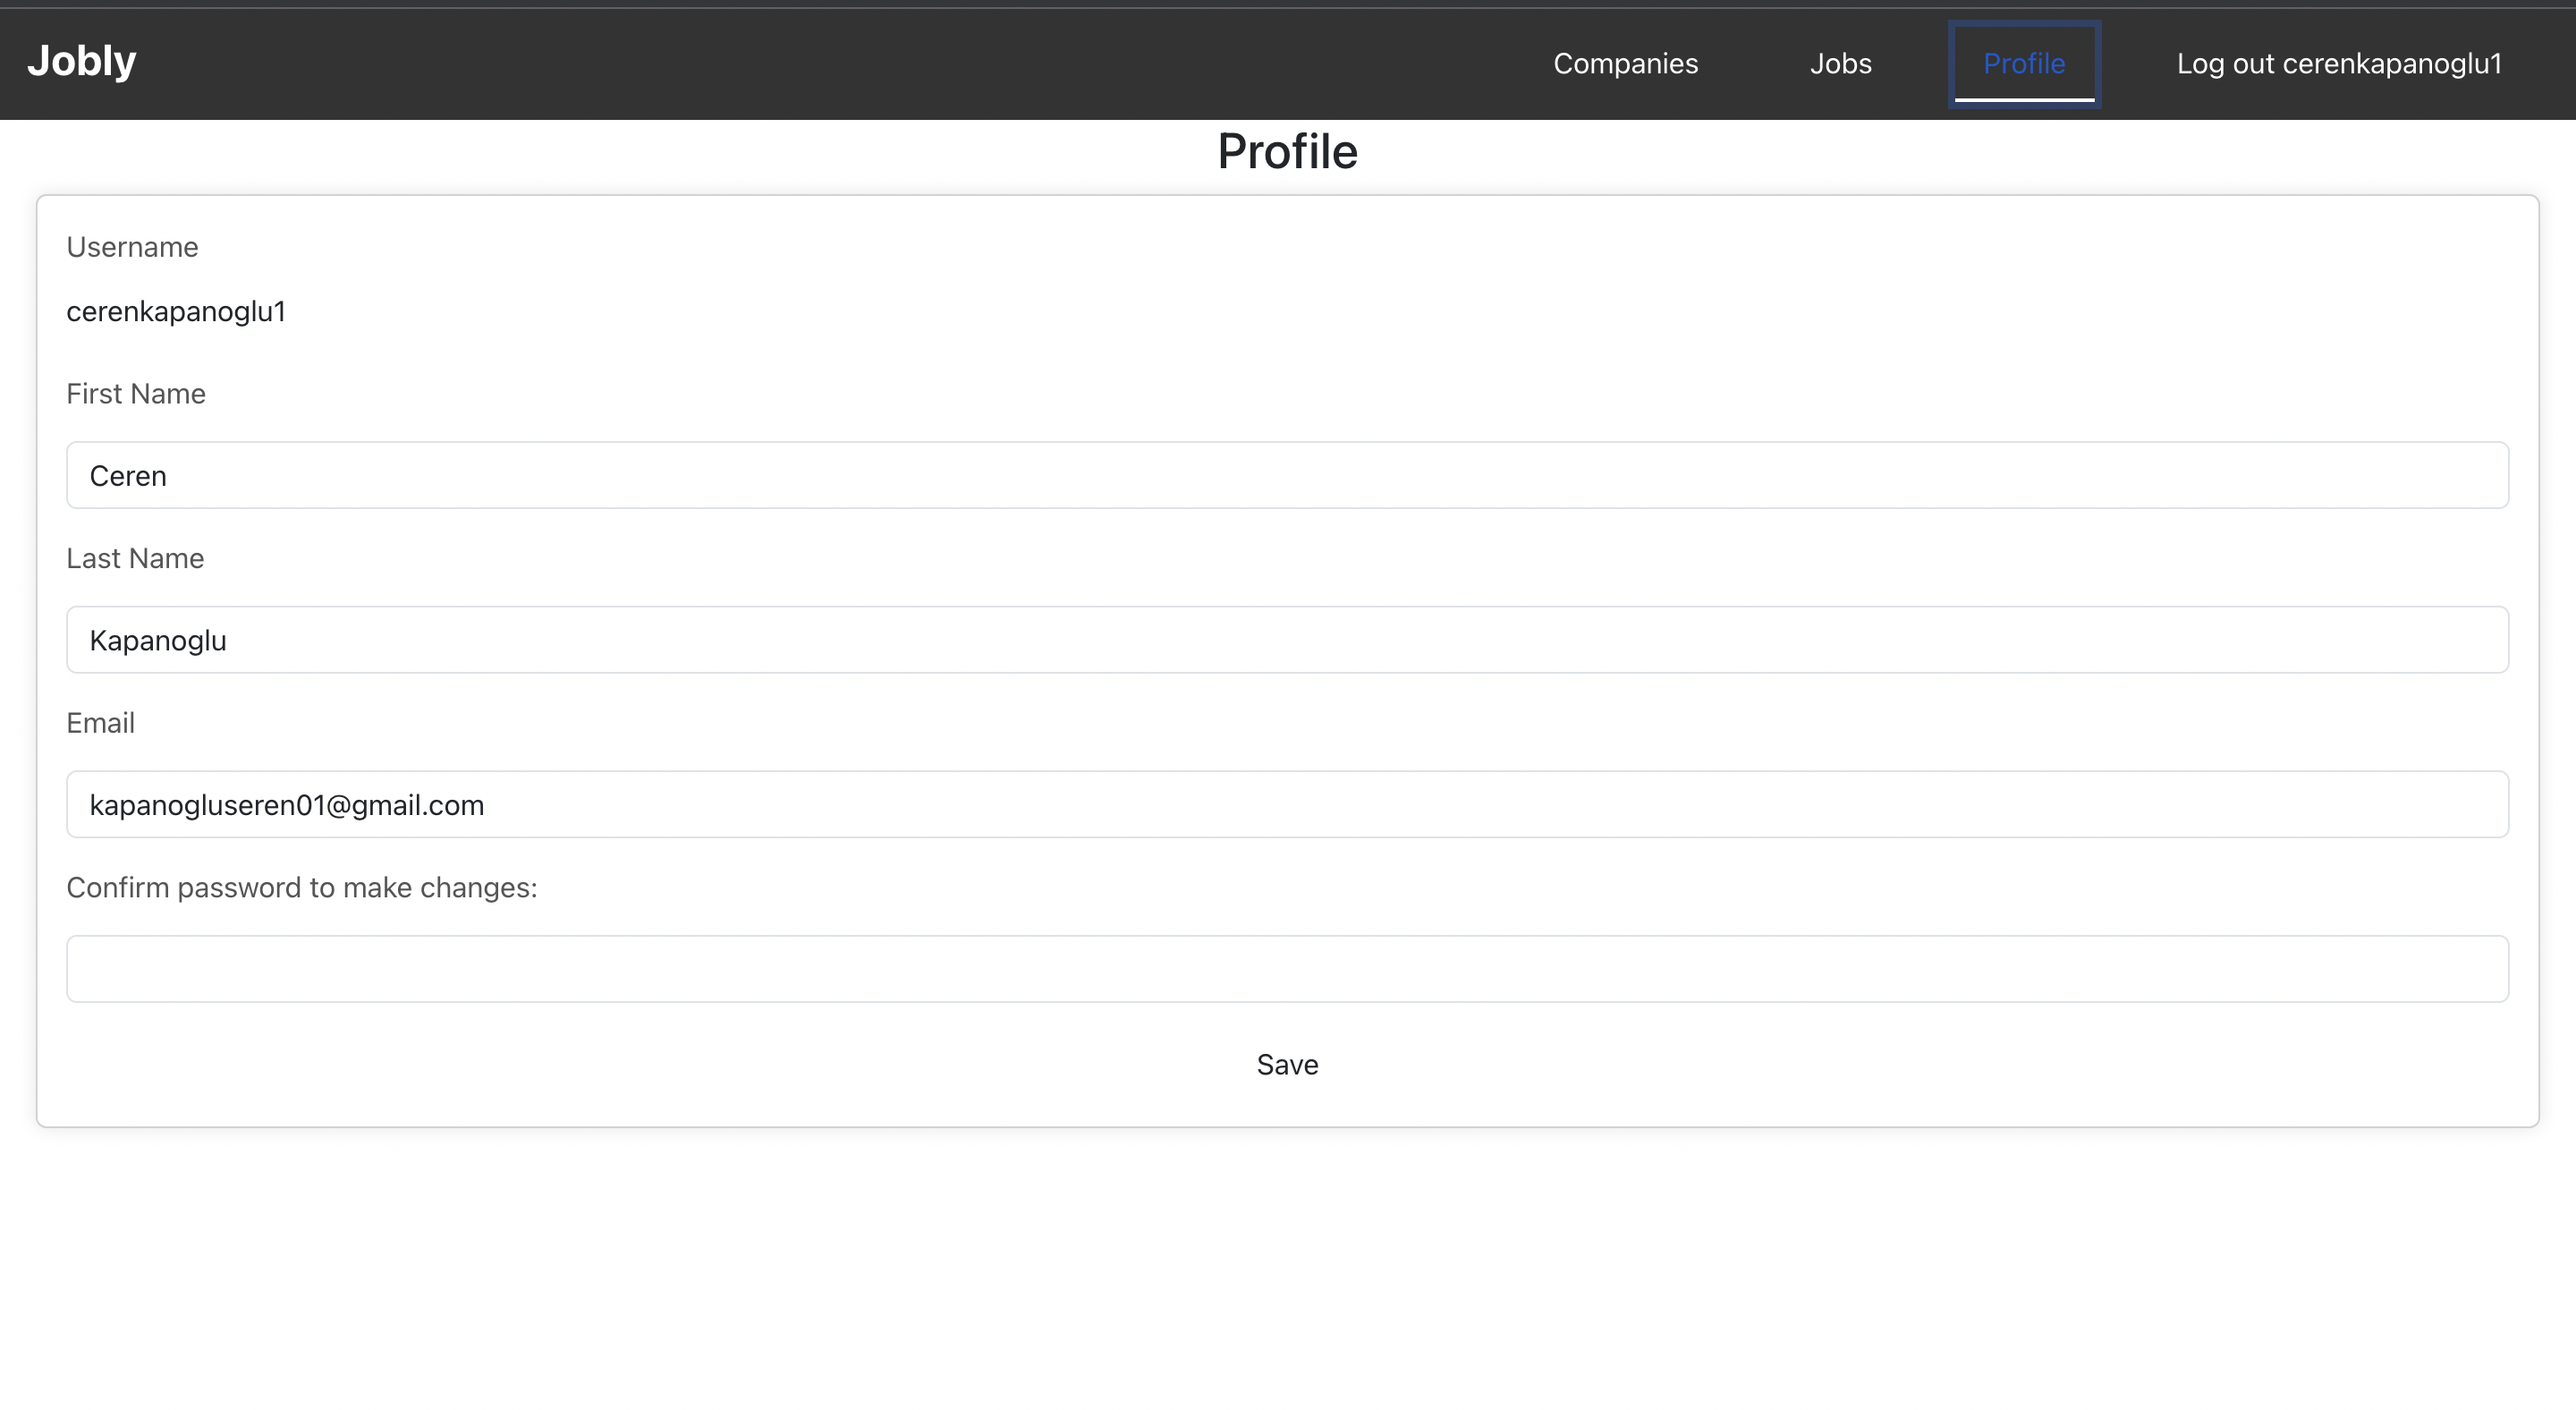 Jobly
Companies
Jobs
Profile
Log out cerenkapanoglu1
Profile
Username
cerenkapanoglu1
First Name
Ceren
Last Name
Kapanoglu
Email
kapanogluseren01@gmail.com
Confirm password to make changes:
Save